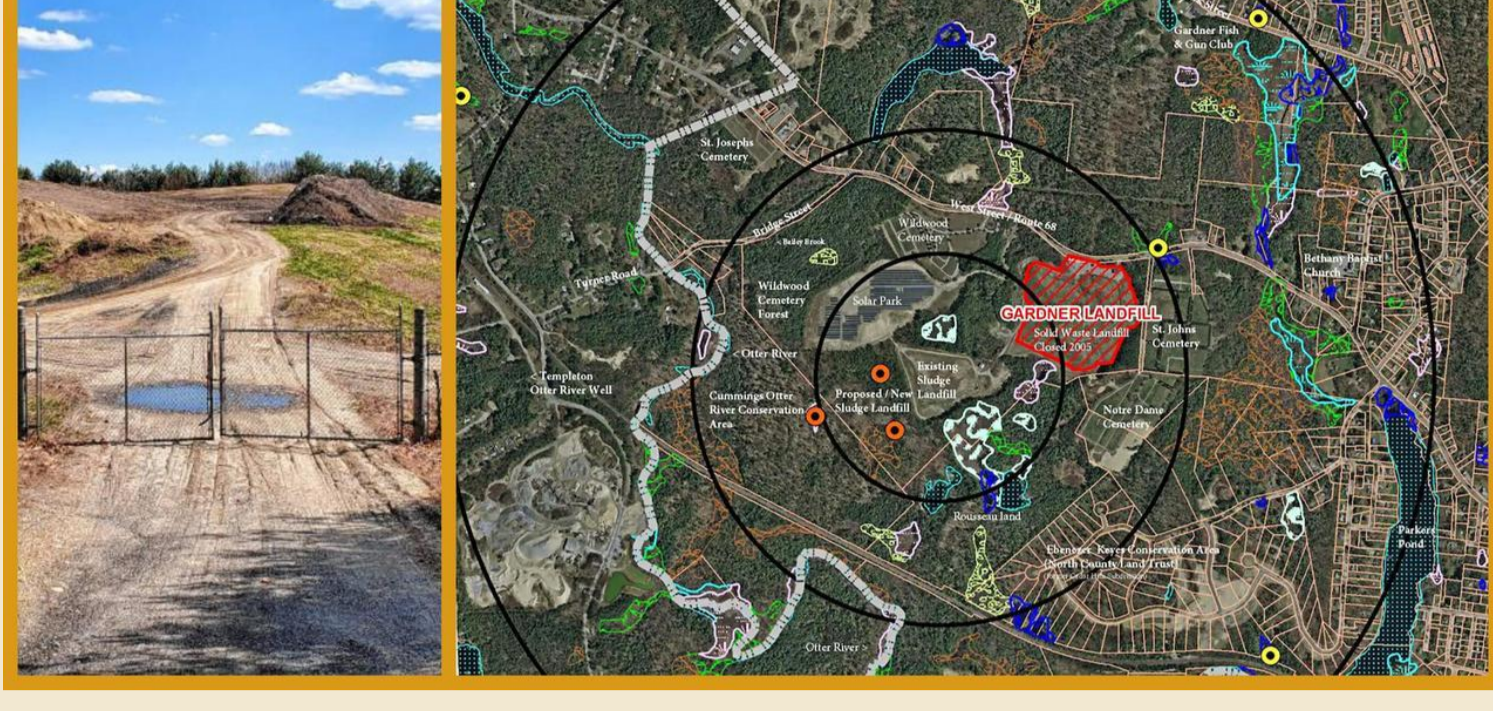 Gardner Fish
& Gun Club
St. Josephs
Cemetery
Bridge Street
West Street / Route 68
Wildwood
Cemetery
< Bailey Brook
Turner Road
Bethany Baptist
Church
Wildwood
Cemetery
Forest
Solar Park
GARDNER LANDFILL
Solid Waste Landfill
Closed 2005
St. Johns
Cemetery
< Otter River
< Templeton
Otter River Well
Existing
Sludge
Landfill
Cummings Otter
River Conservation
Area
Proposed / New
Sludge Landfill
Notre Dame
Cemetery
Rousseau land
Parkers
Pond
Ebenezer Keyes Conservation Area
(North County Land Trust)
Otter River >